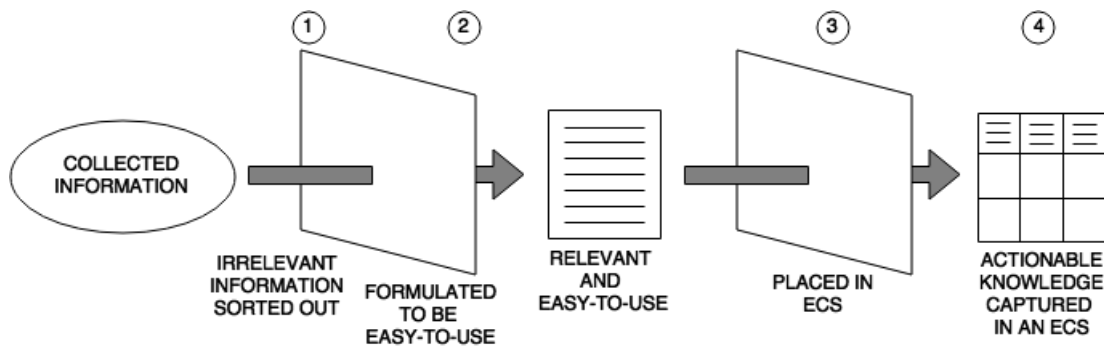 1
2
3
4
COLLECTED
INFORMATION
IRRELEVANT
INFORMATION
SORTED OUT
FORMULATED
TO BE
EASY-TO-USE
RELEVANT
AND
EASY-TO-USE
PLACED IN
ECS
ACTIONABLE
KNOWLEDGE
CAPTURED
IN AN ECS